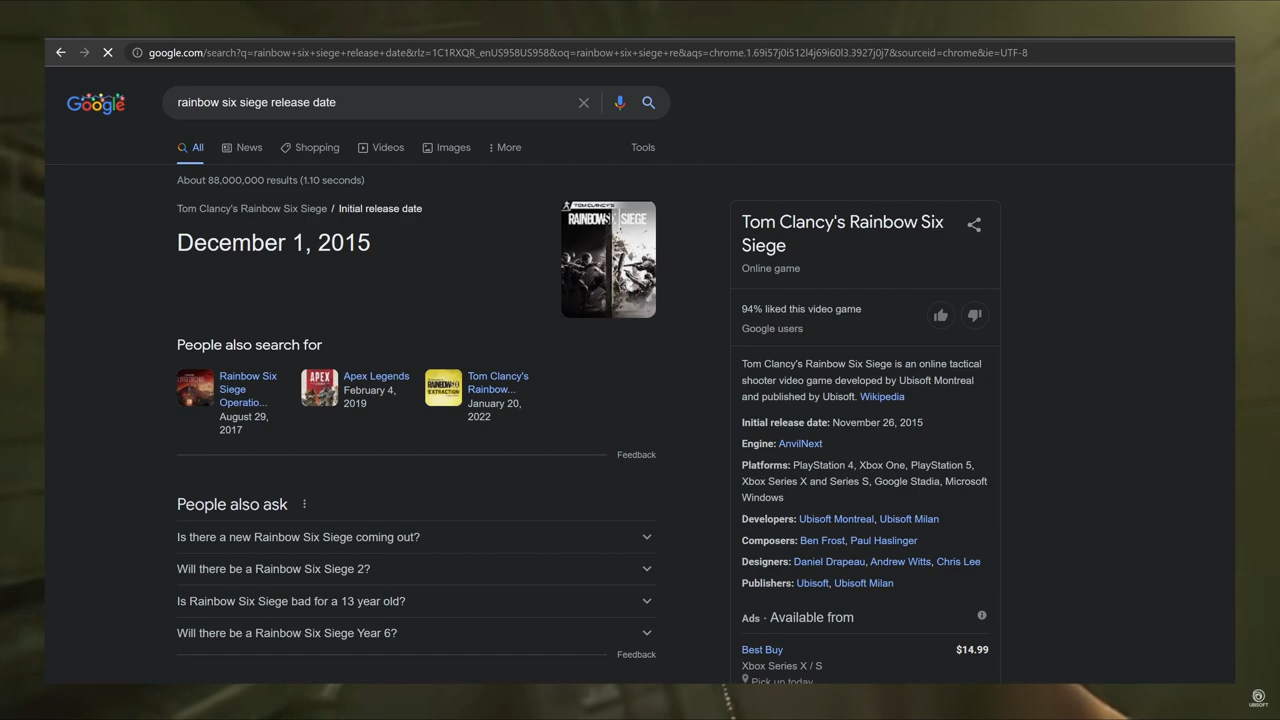 google.com/search?q=rainbow+six+siege+release+date&rlz=1C1RXQR_enUS958US958&oq=rainbow+six+siege+re&aqs=chrome.1.69i57j0i512l4j69i60l3.3927j0j7&sourceid=chrome&ie=UTF-8
Google
rainbow six siege release date
All
News
Shopping
Videos
Images
More
Tools
About 88,000,000 results (1.10 seconds)
Tom Clancy's Rainbow Six Siege / Initial release date
December 1, 2015
TOM CLANCY'S
RAINBOW SIX SIEGE
People also search for
Rainbow Six
Siege
Operatio...
August 29,
2017
APEX
Apex Legends
February 4,
2019
RAINBOW SIX
EXTRACTION
Tom Clancy's
Rainbow...
January 20,
2022
Feedback
People also ask
Is there a new Rainbow Six Siege coming out?
Will there be a Rainbow Six Siege 2?
Is Rainbow Six Siege bad for a 13 year old?
Will there be a Rainbow Six Siege Year 6?
Feedback
Tom Clancy's Rainbow Six
Siege
Online game
94% liked this video game
Google users
Tom Clancy's Rainbow Six Siege is an online tactical
shooter video game developed by Ubisoft Montreal
and published by Ubisoft. Wikipedia
Initial release date: November 26, 2015
Engine: AnvilNext
Platforms: PlayStation 4, Xbox One, PlayStation 5,
Xbox Series X and Series S, Google Stadia, Microsoft
Windows
Developers: Ubisoft Montreal, Ubisoft Milan
Composers: Ben Frost, Paul Haslinger
Designers: Daniel Drapeau, Andrew Witts, Chris Lee
Publishers: Ubisoft, Ubisoft Milan
Ads · Available from
Best Buy
$14.99
Xbox Series X / S
Pick up today
UBISOFT